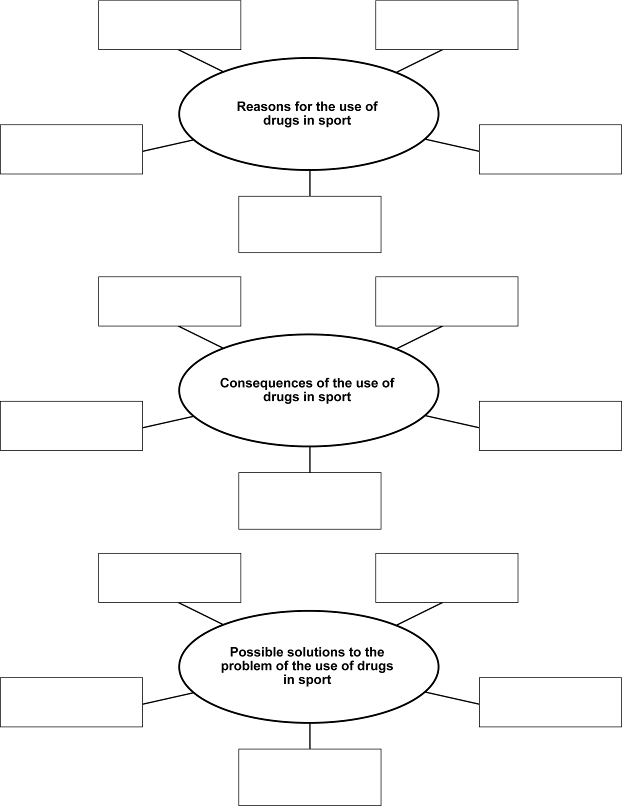 Reasons for the use of
drugs in sport
Consequences of the use of
drugs in sport
Possible solutions to the
problem of the use of drugs
in sport